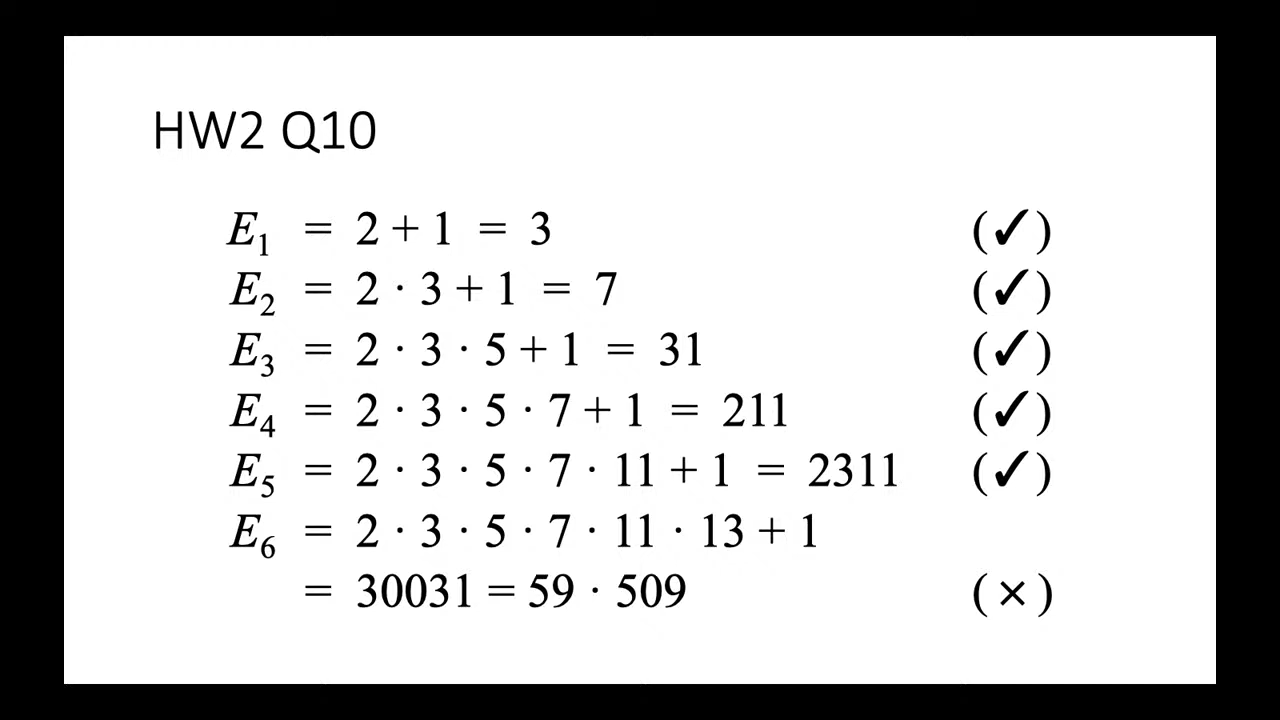 HW2 Q10
E₁ = 2 + 1 = 3 (✓)
E₂ = 2 · 3 + 1 = 7 (✓)
E₃ = 2 · 3 · 5 + 1 = 31 (✓)
E₄ = 2 · 3 · 5 · 7 + 1 = 211 (✓)
E₅ = 2 · 3 · 5 · 7 · 11 + 1 = 2311 (✓)
E₆ = 2 · 3 · 5 · 7 · 11 · 13 + 1
= 30031 = 59 · 509 (×)